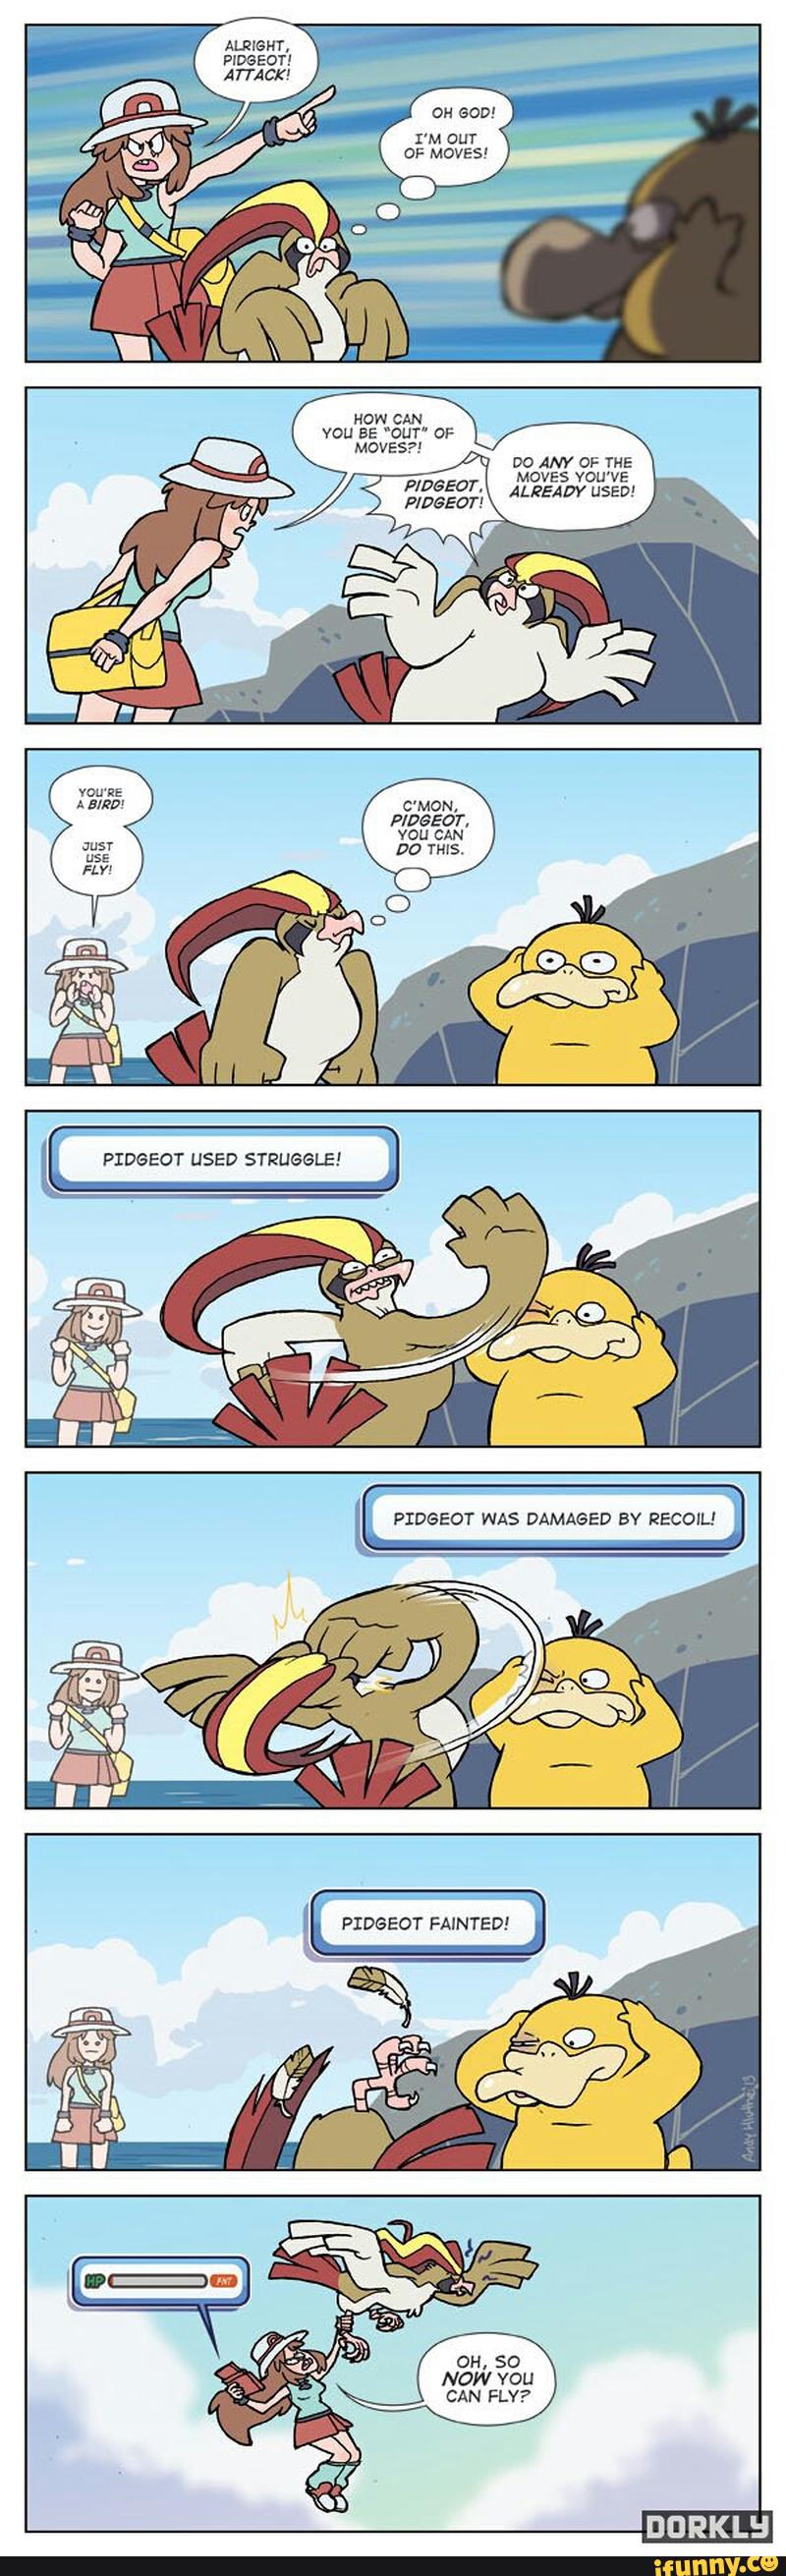 ALRIGHT,
PIDGEOT!
ATTACK!
OH GOD!
I'M OUT
OF MOVES!
HOW CAN
YOU BE "OUT" OF
MOVES?!
PIDGEOT,
PIDGEOT!
DO ANY OF THE
MOVES YOU'VE
ALREADY USED!
YOU'RE
A BIRD!
JUST
USE
FLY!
C'MON,
PIDGEOT,
YOU CAN
DO THIS.
PIDGEOT USED STRUGGLE!
PIDGEOT WAS DAMAGED BY RECOIL!
PIDGEOT FAINTED!
Andy Kluthe '13
HP
FNT
OH, SO
NOW YOU
CAN FLY?
DORKLY
ifunny.co